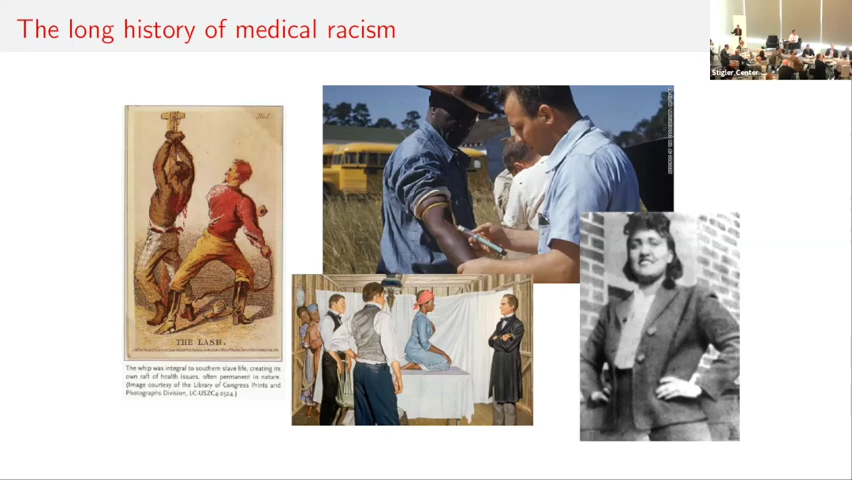 The long history of medical racism
Stigler Center
No 7.
THE LASH.
The whip was integral to southern slave life, creating its
own raft of health issues, often permanent in nature.
(Image courtesy of the Library of Congress Prints and
Photographs Division, LC-USZC4-2524.)